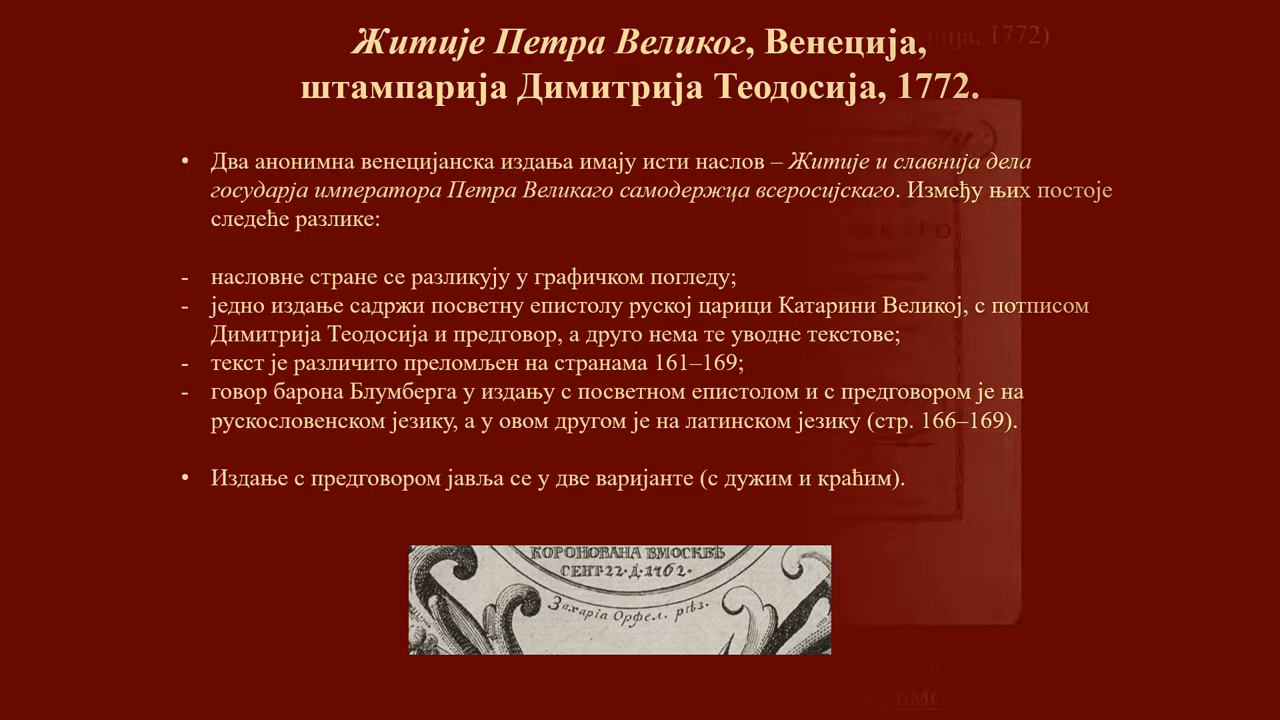 Житије Петра Великог, Венеција,
штампарија Димитрија Теодосија, 1772.
• Два анонимна венецијанска издања имају исти наслов – Житије и славнија дела
государја императора Петра Великаго самодержца всеросијскаго. Између њих постоје
следеће разлике:
- насловне стране се разликују у графичком погледу;
- једно издање садржи посветну епистолу руској царици Катарини Великој, с потписом
Димитрија Теодосија и предговор, а друго нема те уводне текстове;
- текст је различито преломљен на странама 161–169;
- говор барона Блумберга у издању с посветном епистолом и с предговором је на
рускословенском језику, а у овом другом је на латинском језику (стр. 166–169).
• Издање с предговором јавља се у две варијанте (с дужим и краћим).
КОРОНОВАНА ВМОСКВѢ
СЕНТ·22·Д·1762·
Захарiа Орфел. рѣз.
1772)